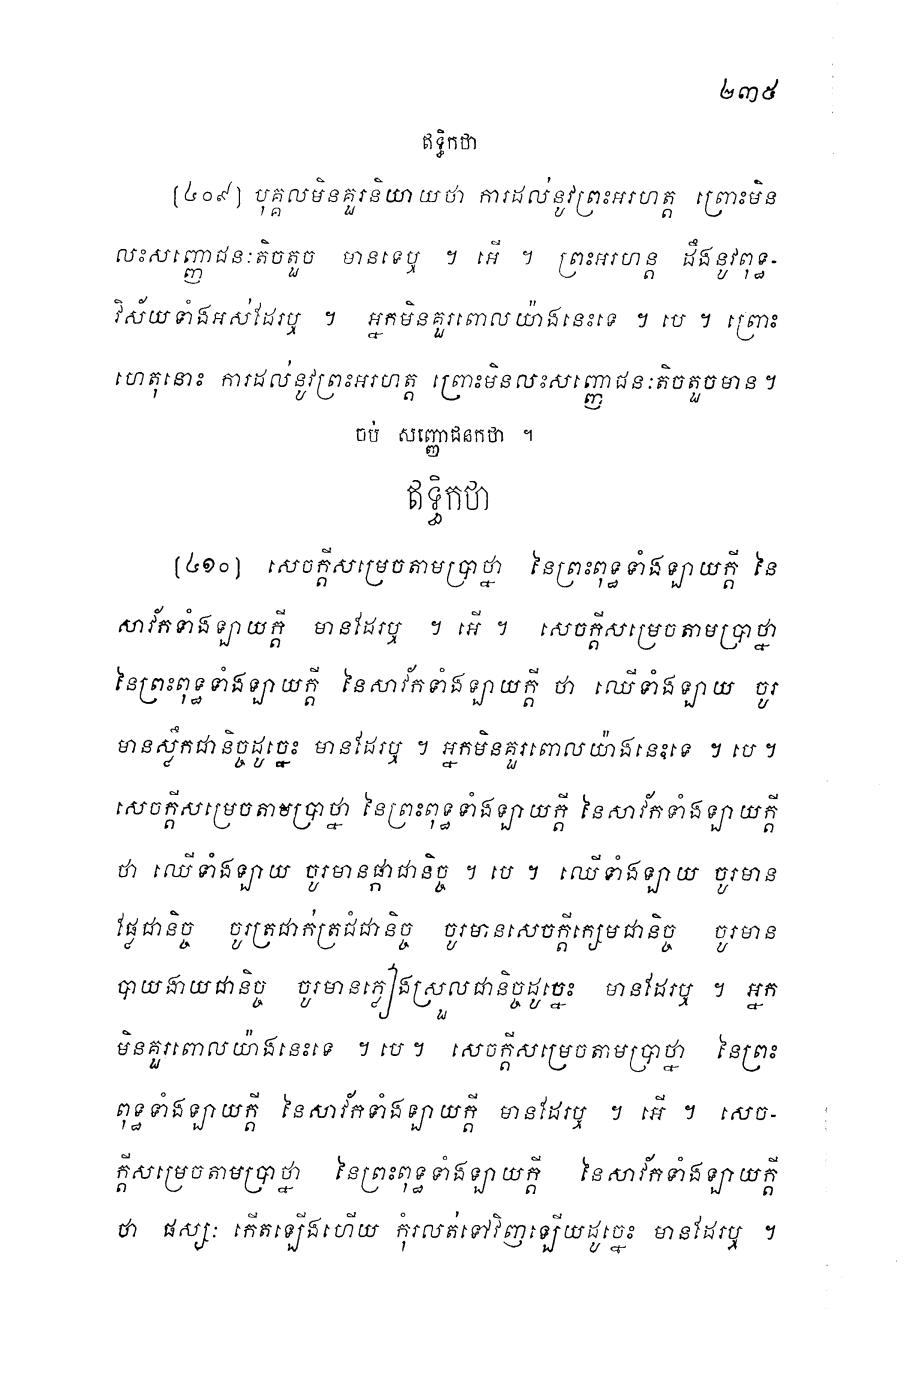 ២៣៥
ឥទ្ធិកថា
(៤០៩) បុគ្គលមិនគួរនិយាយថា ការដល់នូវព្រះអរហត្ត ព្រោះមិន
លះសញ្ញោជនៈតិចតួច មានទេឬ ។ អើ ។ ព្រះអរហន្ត ដឹងនូវពុទ្ធ-
វិស័យទាំងអស់ដែរឬ ។ អ្នកមិនគួរពោលយ៉ាងនេះទេ ។ បេ ។ ព្រោះ
ហេតុនោះ ការដល់នូវព្រះអរហត្ត ព្រោះមិនលះសញ្ញោជនៈតិចតួចមាន ។
ចប់ សញ្ញោជនកថា ។
ឥទ្ធិកថា
(៤១០) សេចក្តីសម្រេចតាមប្រាថ្នា នៃព្រះពុទ្ធទាំងឡាយក្តី នៃ
សាវ័កទាំងឡាយក្តី មានដែរឬ ។ អើ ។ សេចក្តីសម្រេចតាមប្រាថ្នា
នៃព្រះពុទ្ធទាំងឡាយក្តី នៃសាវ័កទាំងឡាយក្តី ថា ឈើទាំងឡាយ ចូរ
មានស្លឹកជានិច្ចដូច្នេះ មានដែរឬ ។ អ្នកមិនគួរពោលយ៉ាងនេះទេ ។ បេ ។
សេចក្តីសម្រេចតាមប្រាថ្នា នៃព្រះពុទ្ធទាំងឡាយក្តី នៃសាវ័កទាំងឡាយក្តី
ថា ឈើទាំងឡាយ ចូរមានផ្កាជានិច្ច ។ បេ ។ ឈើទាំងឡាយ ចូរមាន
ផ្លែជានិច្ច ចូរត្រជាក់ត្រជំជានិច្ច ចូរមានសេចក្តីក្សេមជានិច្ច ចូរមាន
បាយងាយជានិច្ច ចូរមានភ្លៀងស្រួលជានិច្ចដូច្នេះ មានដែរឬ ។ អ្នក
មិនគួរពោលយ៉ាងនេះទេ ។ បេ ។ សេចក្តីសម្រេចតាមប្រាថ្នា នៃព្រះ
ពុទ្ធទាំងឡាយក្តី នៃសាវ័កទាំងឡាយក្តី មានដែរឬ ។ អើ ។ សេច-
ក្តីសម្រេចតាមប្រាថ្នា នៃព្រះពុទ្ធទាំងឡាយក្តី នៃសាវ័កទាំងឡាយក្តី
ថា ផស្សៈ កើតឡើងហើយ កុំរលត់ទៅវិញឡើយដូច្នេះ មានដែរឬ ។